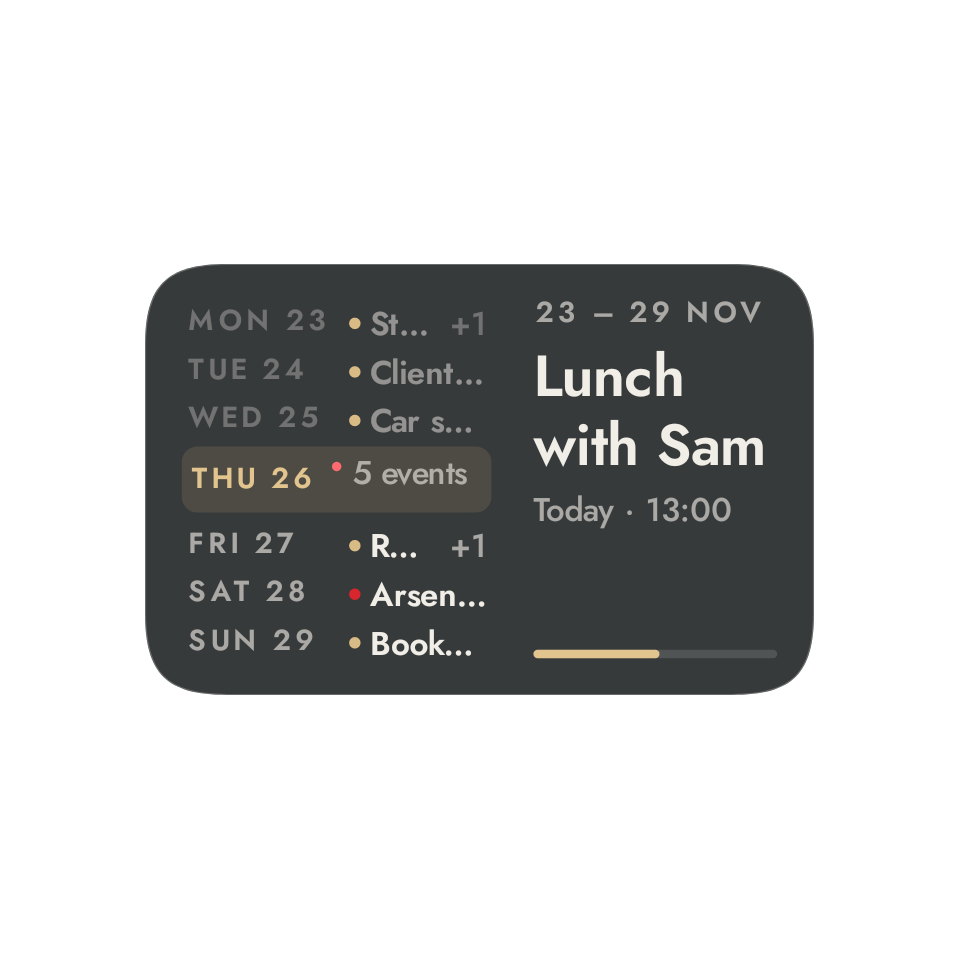 MON 23 St... +1
TUE 24 Client...
WED 25 Car s...
THU 26 5 events
FRI 27 R... +1
SAT 28 Arsen...
SUN 29 Book...
23 – 29 NOV
Lunch
with Sam
Today · 13:00